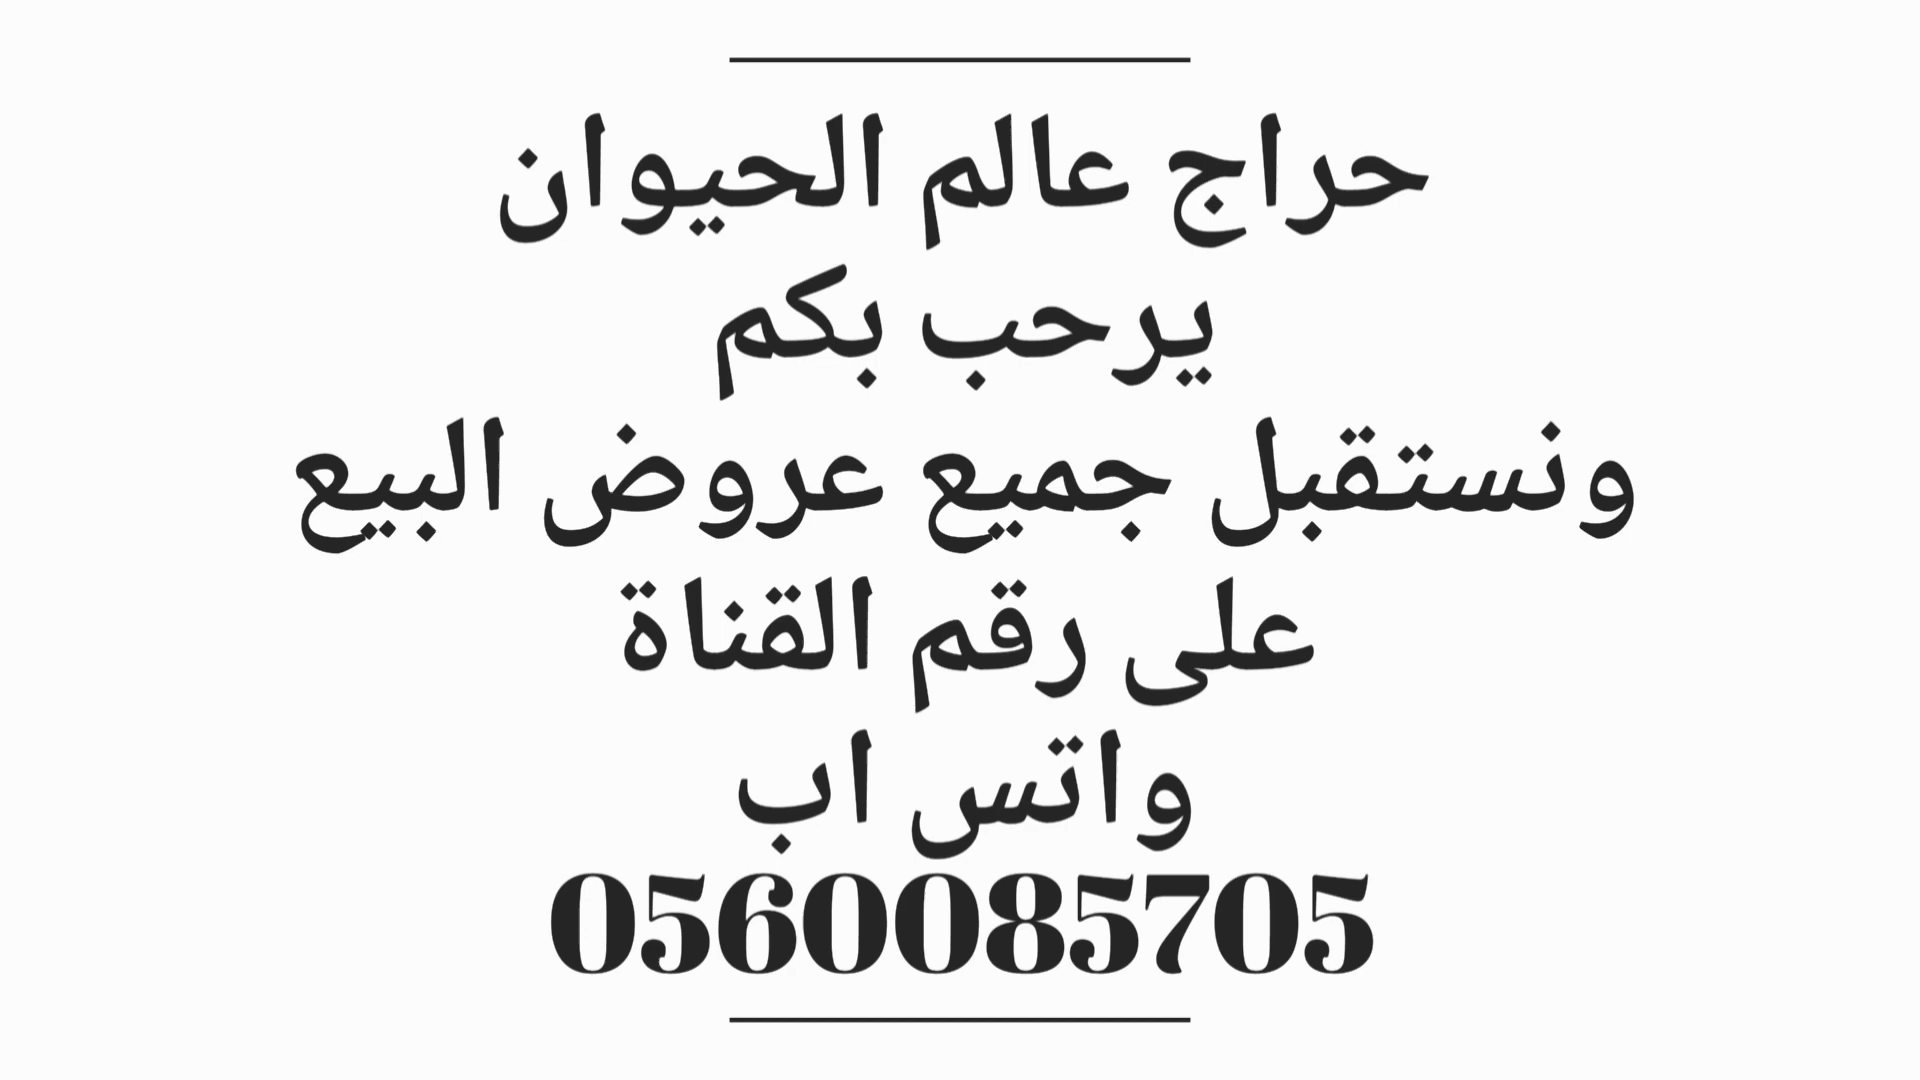 حراج عالم الحيوان
يرحب بكم
ونستقبل جميع عروض البيع
على رقم القناة
واتس اب
0560085705